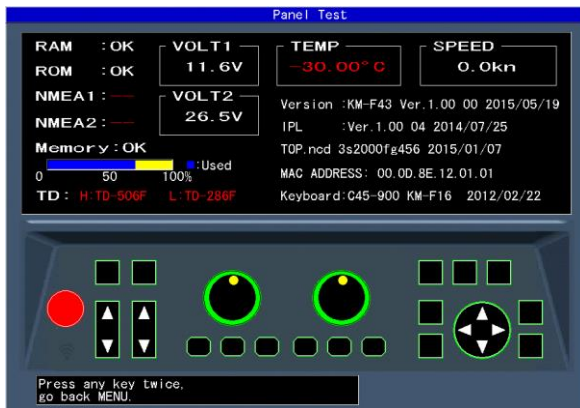 Panel Test
RAM :OK
ROM :OK
NMEA1: --
NMEA2: --
Memory:OK
0 50 100% :Used
TD: H:TD-506F L:TD-286F
VOLT1
11.6V
VOLT2
26.5V
TEMP
-30.00°C
SPEED
0.0kn
Version :KM-F43 Ver.1.00 00 2015/05/19
IPL :Ver.1.00 04 2014/07/25
TOP.ncd 3s2000fg456 2015/01/07
MAC ADDRESS: 00.0D.8E.12.01.01
Keyboard:C45-900 KM-F16 2012/02/22
Press any key twice,
go back MENU.